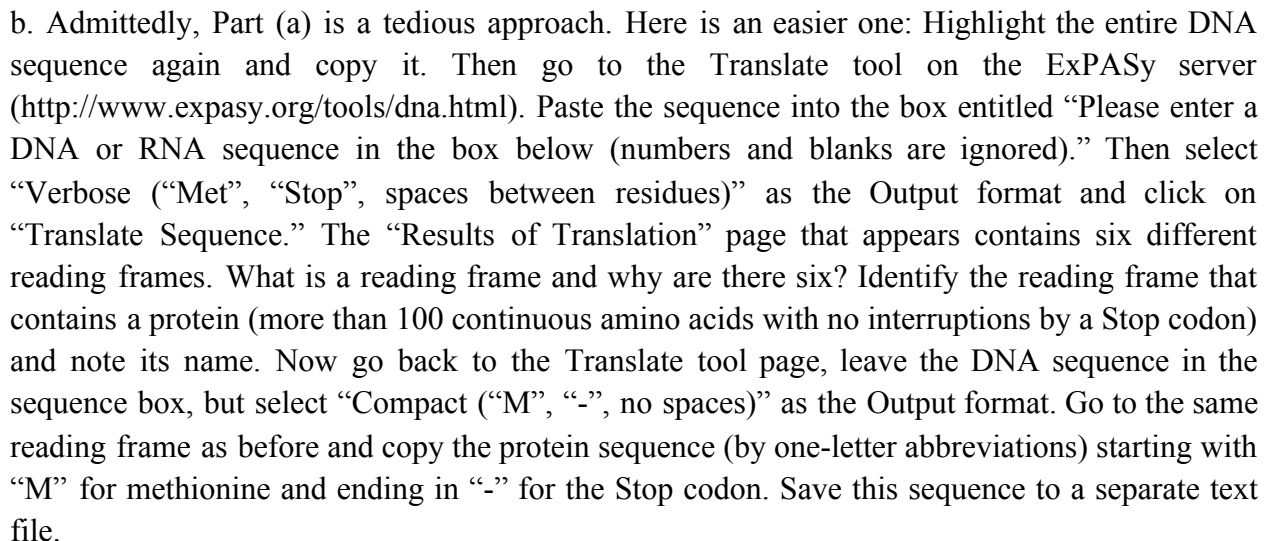 b. Admittedly, Part (a) is a tedious approach. Here is an easier one: Highlight the entire DNA
sequence again and copy it. Then go to the Translate tool on the ExPASy server
(http://www.expasy.org/tools/dna.html). Paste the sequence into the box entitled “Please enter a
DNA or RNA sequence in the box below (numbers and blanks are ignored).” Then select
“Verbose (“Met”, “Stop”, spaces between residues)” as the Output format and click on
“Translate Sequence.” The “Results of Translation” page that appears contains six different
reading frames. What is a reading frame and why are there six? Identify the reading frame that
contains a protein (more than 100 continuous amino acids with no interruptions by a Stop codon)
and note its name. Now go back to the Translate tool page, leave the DNA sequence in the
sequence box, but select “Compact (“M”, “-”, no spaces)” as the Output format. Go to the same
reading frame as before and copy the protein sequence (by one-letter abbreviations) starting with
“M” for methionine and ending in “-” for the Stop codon. Save this sequence to a separate text
file.